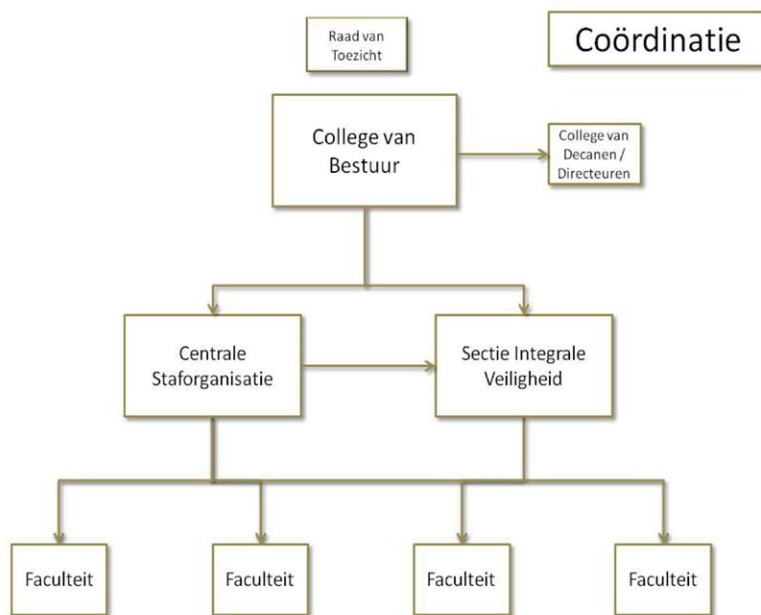 Raad van
Toezicht
Coördinatie
College van
Bestuur
College van
Decanen /
Directeuren
Centrale
Staforganisatie
Sectie Integrale
Veiligheid
Faculteit
Faculteit
Faculteit
Faculteit